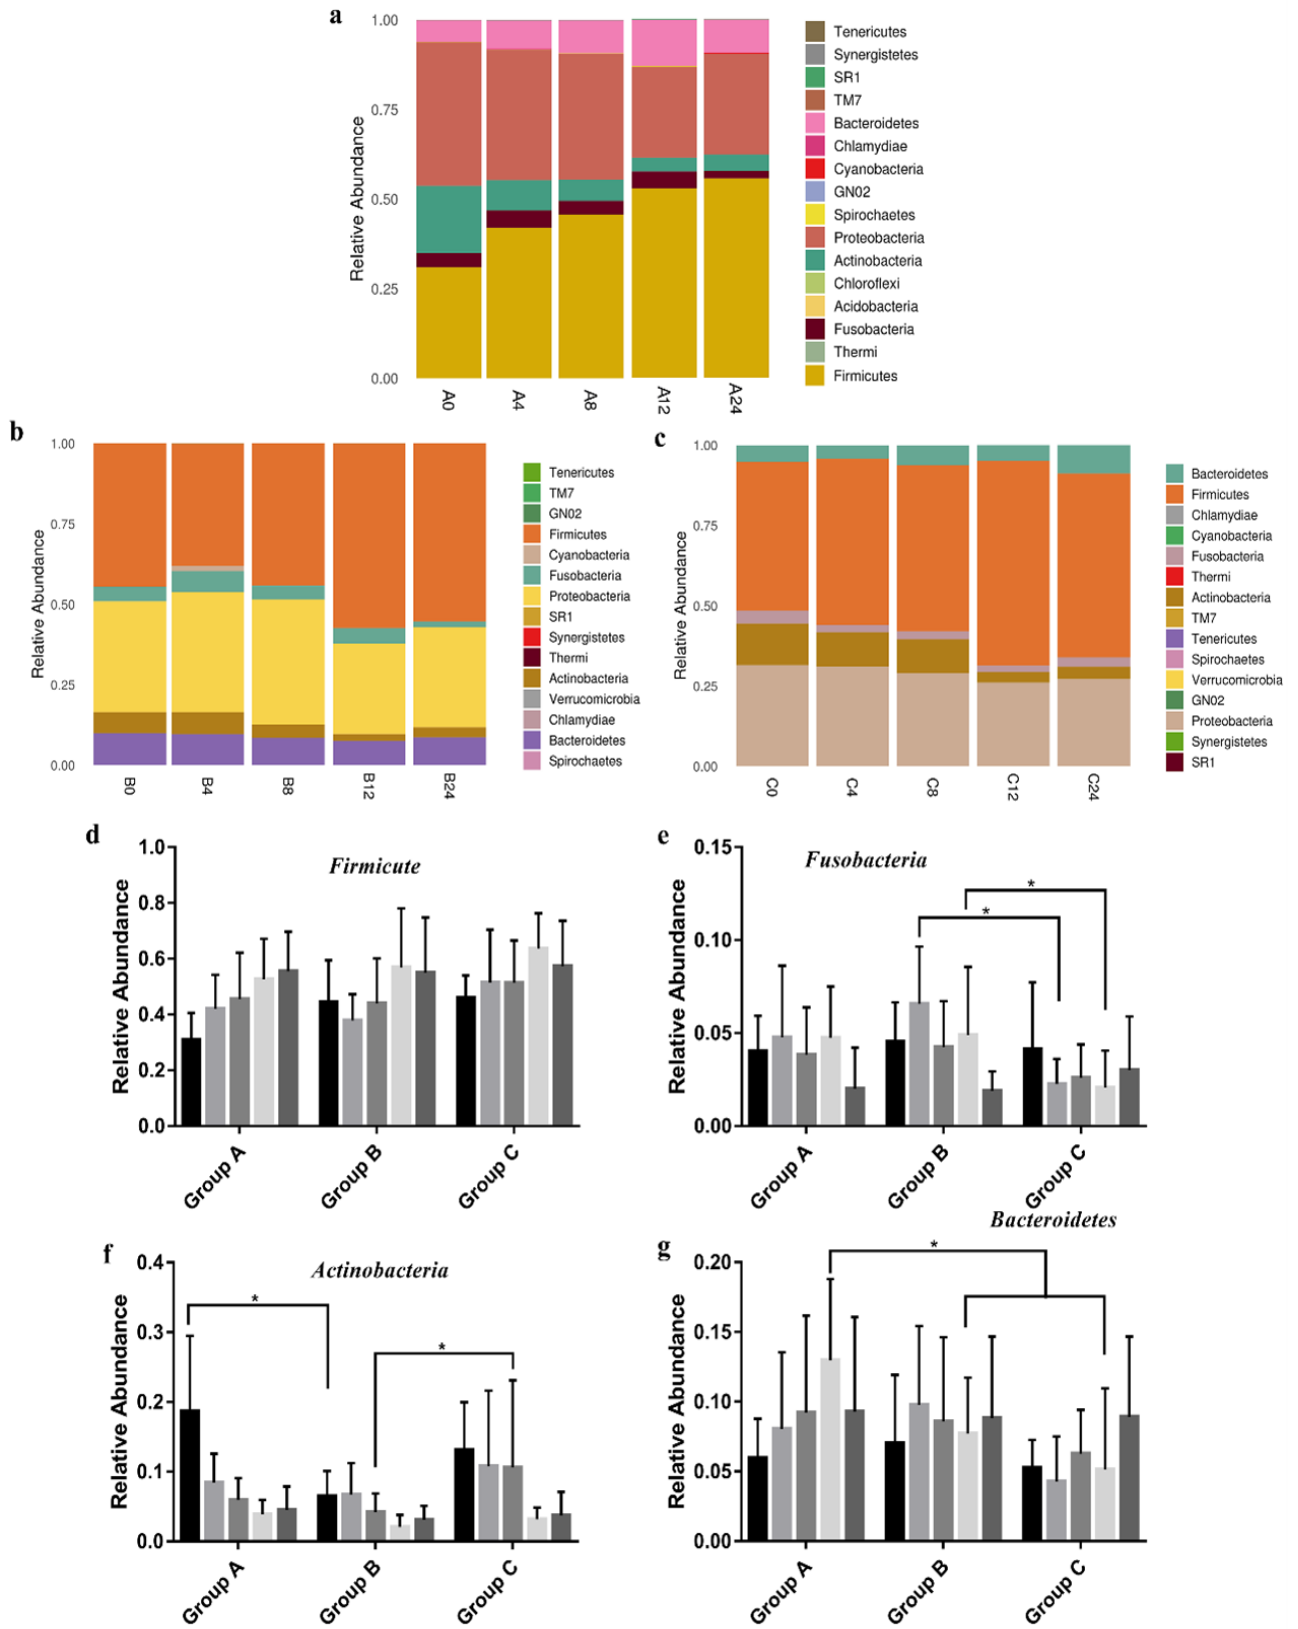 a
Relative Abundance
1.00
0.75
0.50
0.25
0.00
A0
A4
A8
A12
A24
Tenericutes
Synergistetes
SR1
TM7
Bacteroidetes
Chlamydiae
Cyanobacteria
GN02
Spirochaetes
Proteobacteria
Actinobacteria
Chloroflexi
Acidobacteria
Fusobacteria
Thermi
Firmicutes
b
Relative Abundance
1.00
0.75
0.50
0.25
0.00
B0
B4
B8
B12
B24
Tenericutes
TM7
GN02
Firmicutes
Cyanobacteria
Fusobacteria
Proteobacteria
SR1
Synergistetes
Thermi
Actinobacteria
Verrucomicrobia
Chlamydiae
Bacteroidetes
Spirochaetes
c
Relative Abundance
1.00
0.75
0.50
0.25
0.00
C0
C4
C8
C12
C24
Bacteroidetes
Firmicutes
Chlamydiae
Cyanobacteria
Fusobacteria
Thermi
Actinobacteria
TM7
Tenericutes
Spirochaetes
Verrucomicrobia
GN02
Proteobacteria
Synergistetes
SR1
d
Firmicute
Relative Abundance
1.0
0.8
0.6
0.4
0.2
0.0
Group A
Group B
Group C
e
Fusobacteria
Relative Abundance
0.15
0.10
0.05
0.00
*
*
Group A
Group B
Group C
f
Actinobacteria
Relative Abundance
0.4
0.3
0.2
0.1
0.0
*
*
Group A
Group B
Group C
g
Bacteroidetes
Relative Abundance
0.20
0.15
0.10
0.05
0.00
*
Group A
Group B
Group C